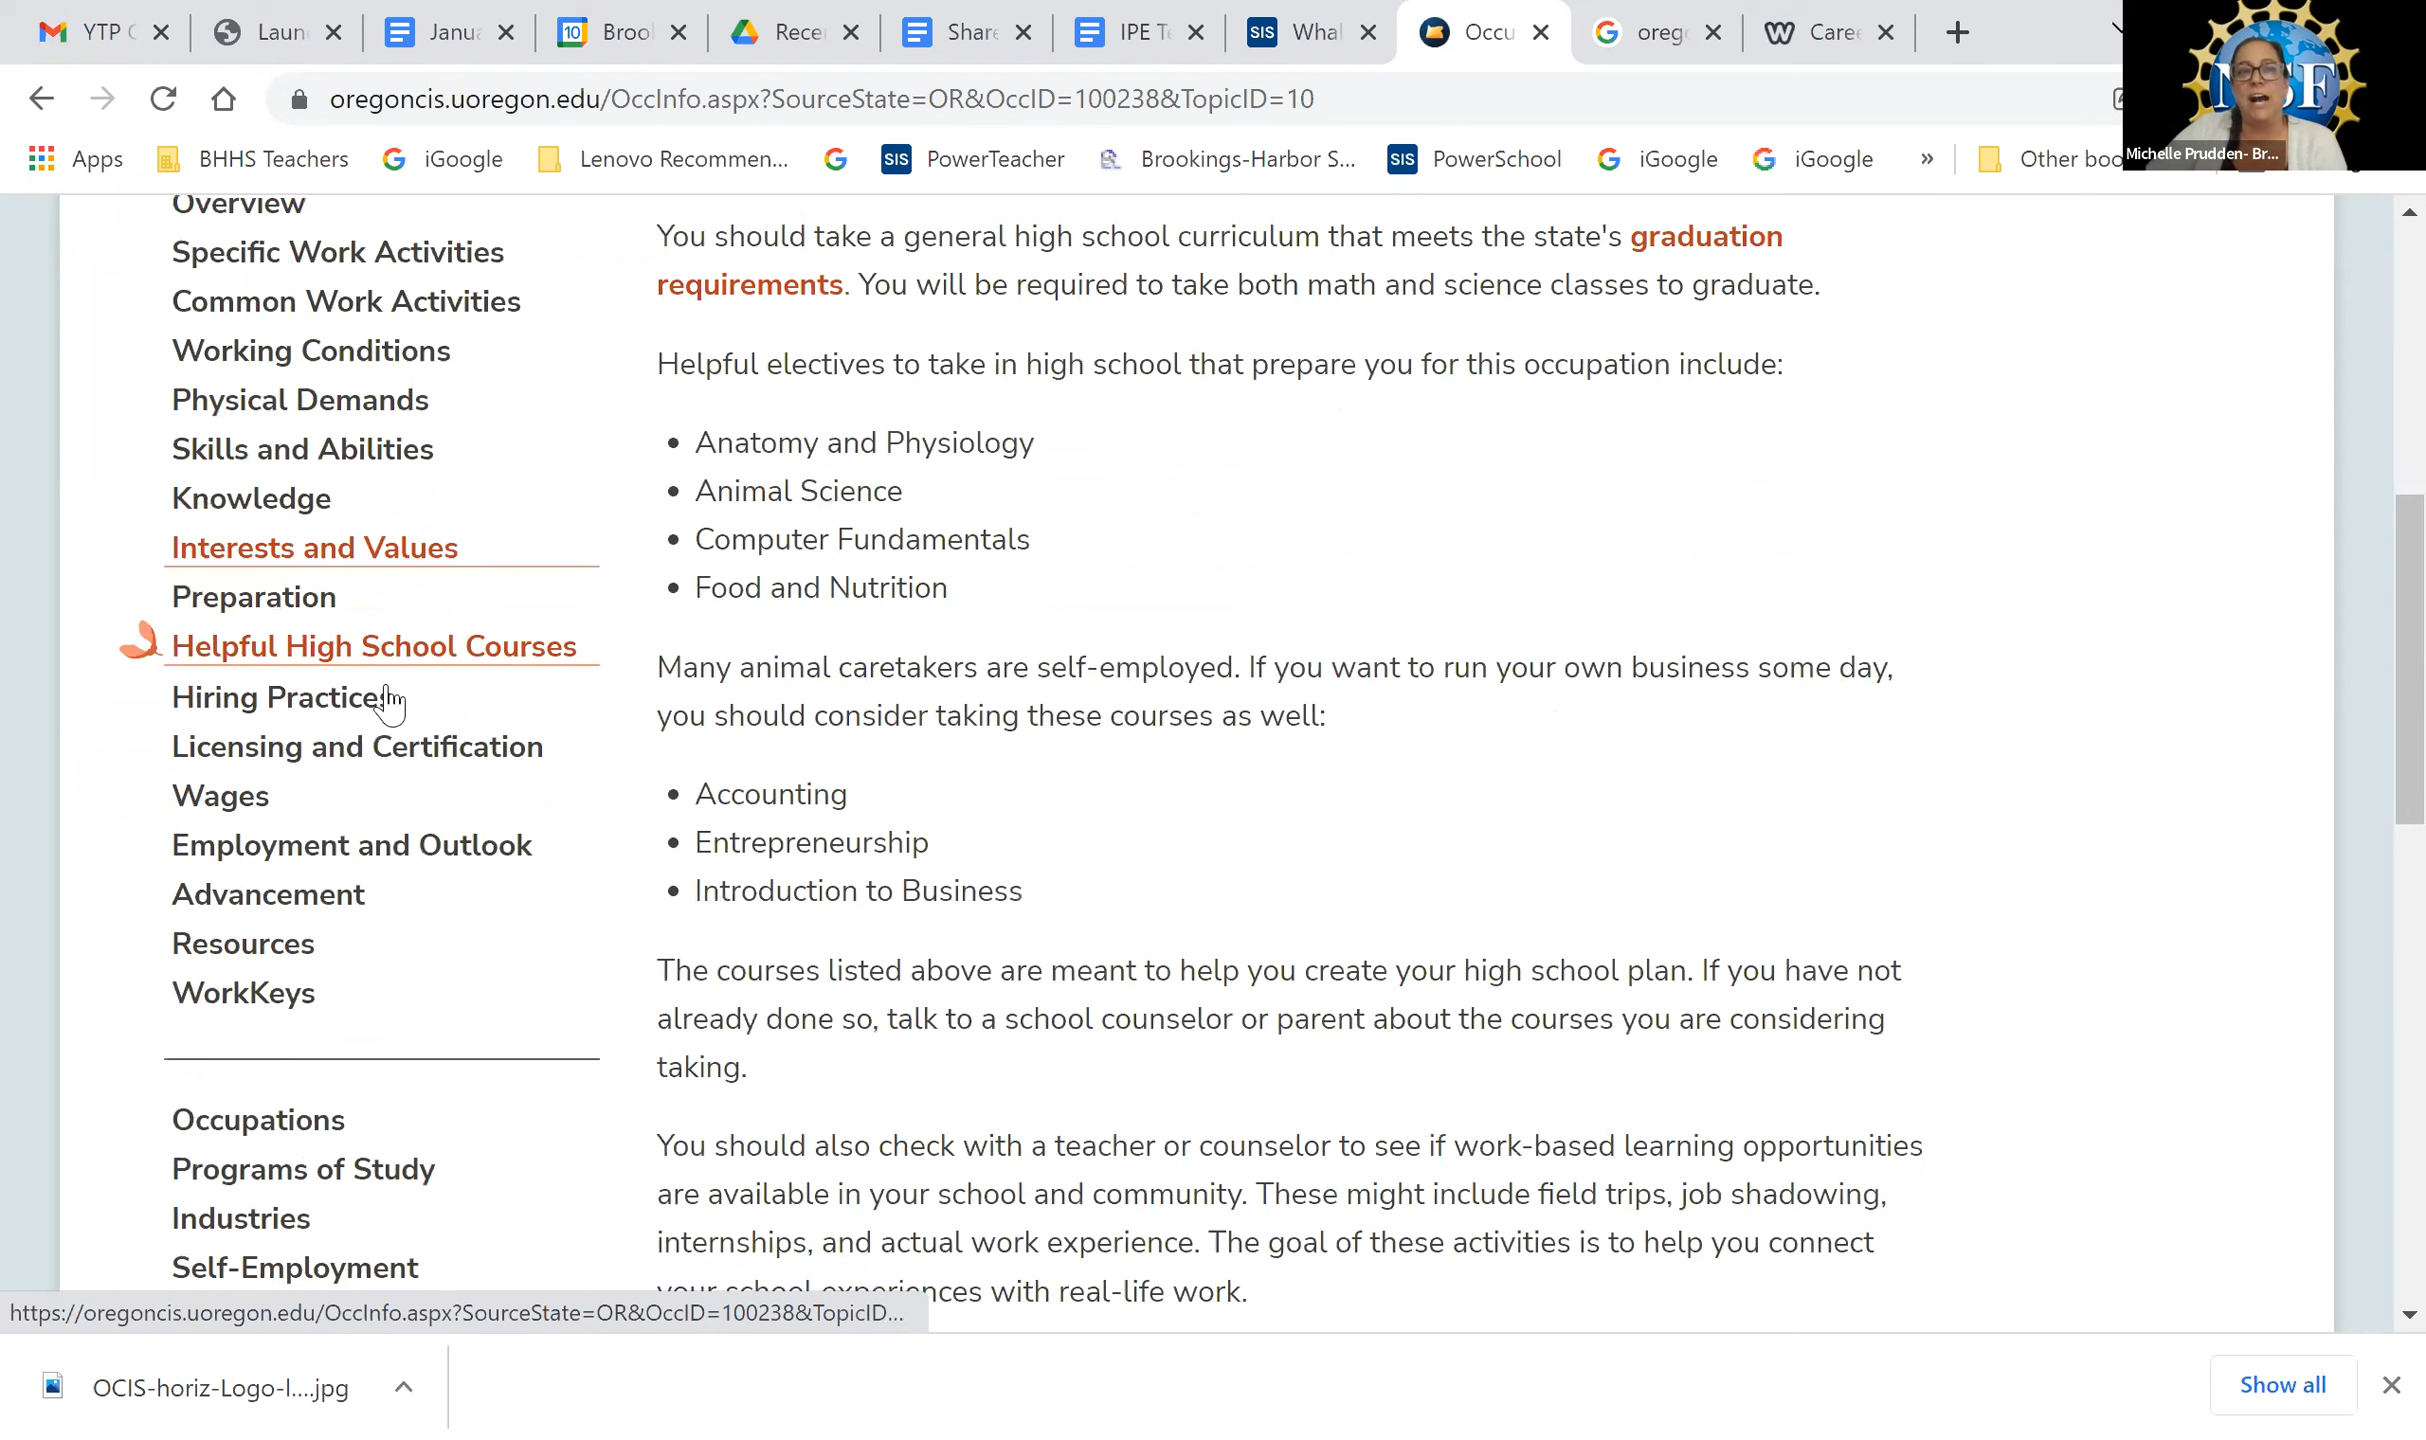 YTP
Laun
Janua
10
Brool
Rece
Share
IPE Te
SIS
Whal
Occu
oreg
Caree
oregoncis.uoregon.edu/OccInfo.aspx?SourceState=OR&OccID=100238&TopicID=10
Michelle Prudden- Br...
Apps
BHHS Teachers
iGoogle
Lenovo Recommen...
SIS
PowerTeacher
Brookings-Harbor S...
SIS
PowerSchool
iGoogle
iGoogle
»
Other boo
Overview
Specific Work Activities
Common Work Activities
Working Conditions
Physical Demands
Skills and Abilities
Knowledge
Interests and Values
Preparation
Helpful High School Courses
Hiring Practices
Licensing and Certification
Wages
Employment and Outlook
Advancement
Resources
WorkKeys
Occupations
Programs of Study
Industries
Self-Employment
You should take a general high school curriculum that meets the state's graduation
requirements. You will be required to take both math and science classes to graduate.
Helpful electives to take in high school that prepare you for this occupation include:
• Anatomy and Physiology
• Animal Science
• Computer Fundamentals
• Food and Nutrition
Many animal caretakers are self-employed. If you want to run your own business some day,
you should consider taking these courses as well:
• Accounting
• Entrepreneurship
• Introduction to Business
The courses listed above are meant to help you create your high school plan. If you have not
already done so, talk to a school counselor or parent about the courses you are considering
taking.
You should also check with a teacher or counselor to see if work-based learning opportunities
are available in your school and community. These might include field trips, job shadowing,
internships, and actual work experience. The goal of these activities is to help you connect
your school experiences with real-life work.
https://oregoncis.uoregon.edu/OccInfo.aspx?SourceState=OR&OccID=100238&TopicID...
OCIS-horiz-Logo-l....jpg
Show all